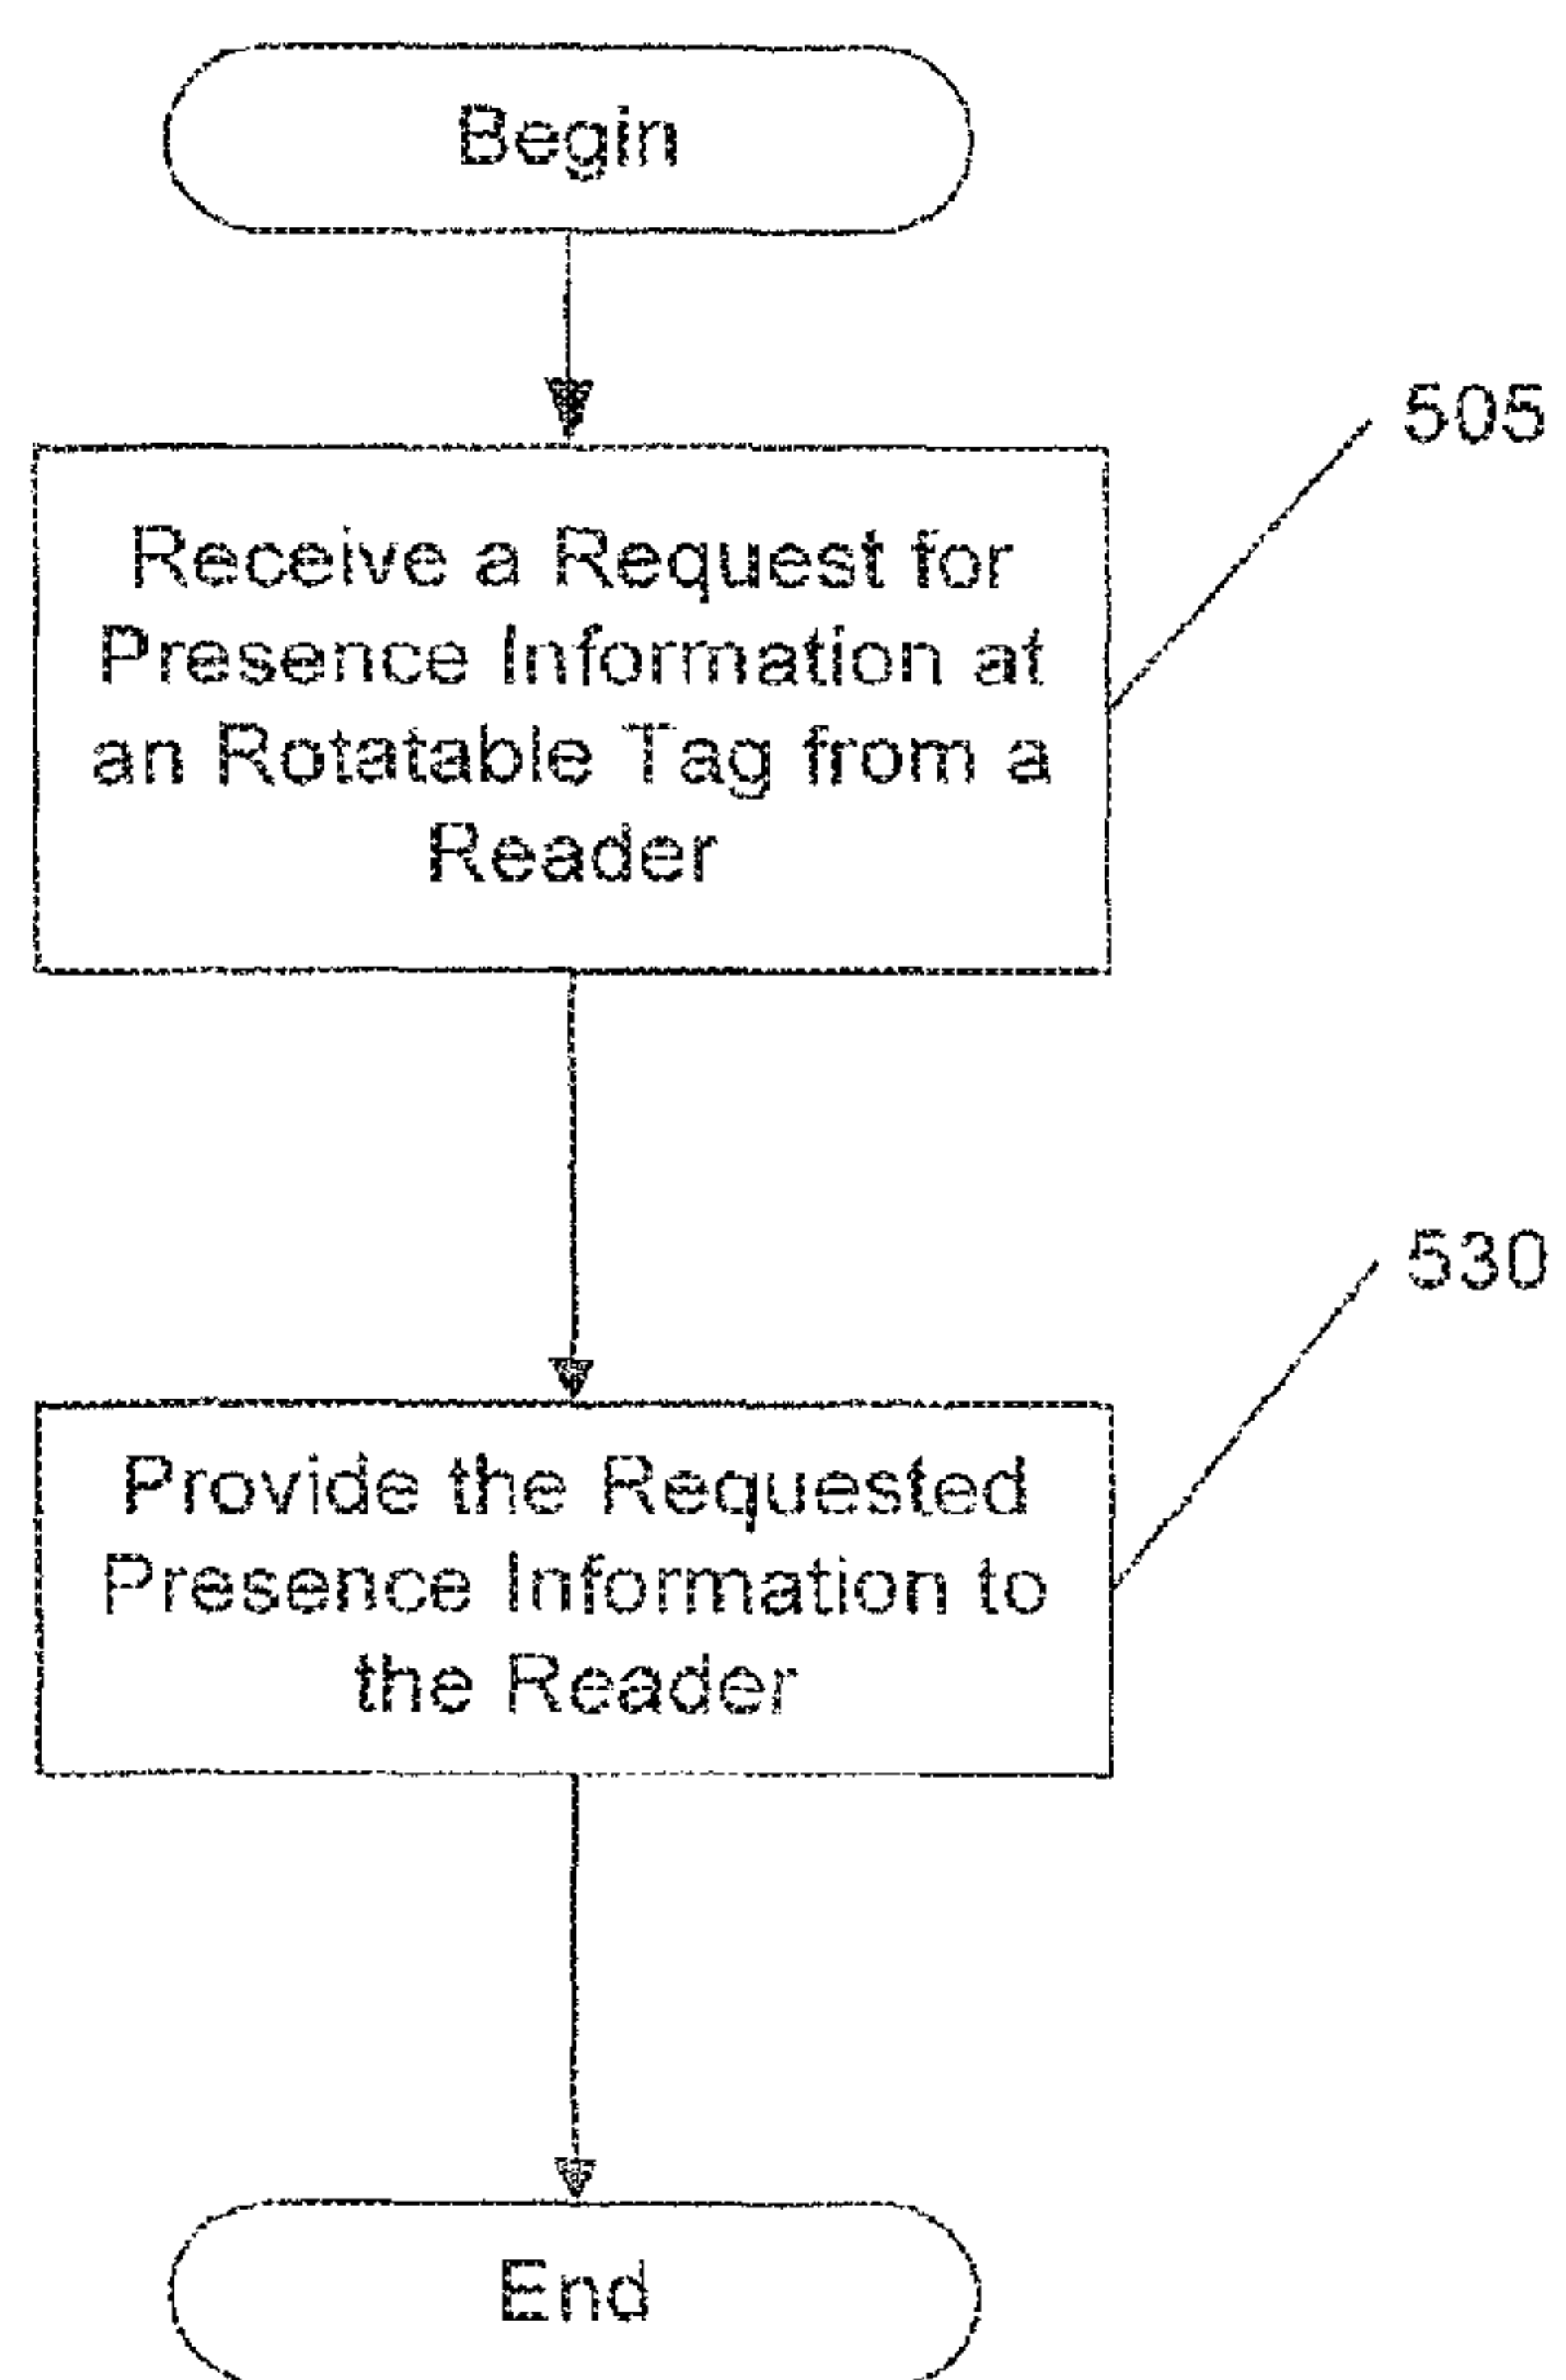 Begin
505
Receive a Request for
Presence Information at
an Rotatable Tag from a
Reader
530
Provide the Requested
Presence Information to
the Reader
End